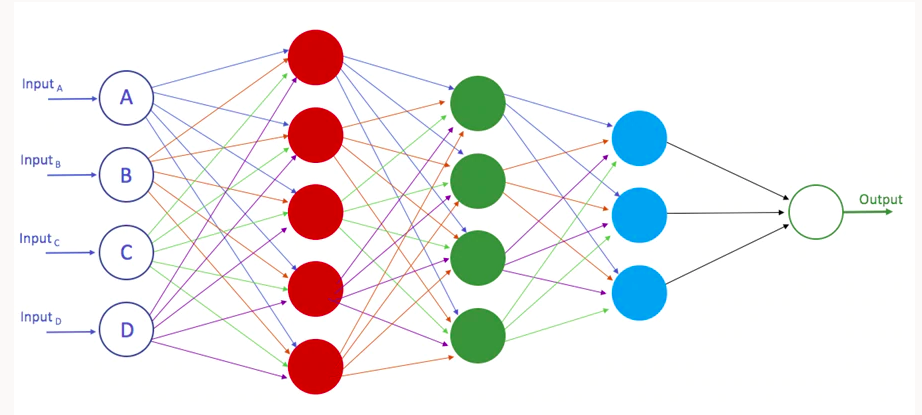 Input A
A
Input B
B
Input C
C
Input D
D
Output